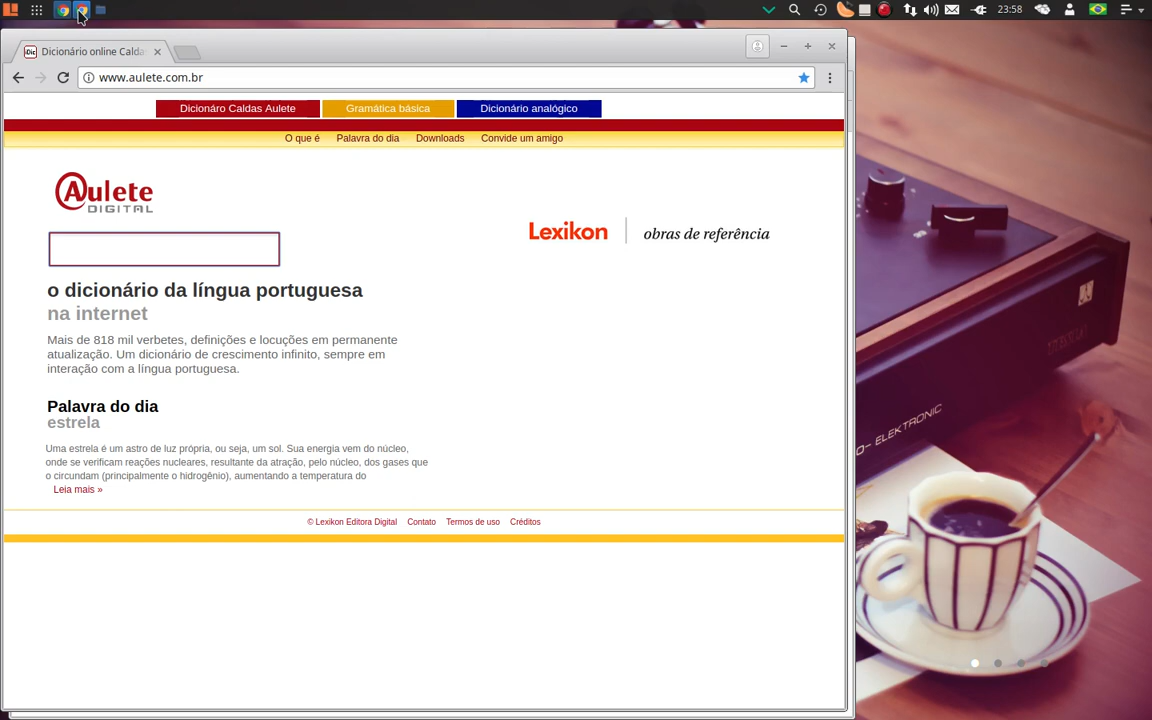 23:58
Dicionário online Calda
www.aulete.com.br
Dicionáro Caldas Aulete Gramática básica Dicionário analógico
O que é Palavra do dia Downloads Convide um amigo
Aulete
DIGITAL
Lexikon obras de referência
o dicionário da língua portuguesa
na internet
Mais de 818 mil verbetes, definições e locuções em permanente
atualização. Um dicionário de crescimento infinito, sempre em
interação com a língua portuguesa.
Palavra do dia
estrela
Uma estrela é um astro de luz própria, ou seja, um sol. Sua energia vem do núcleo,
onde se verificam reações nucleares, resultante da atração, pelo núcleo, dos gases que
o circundam (principalmente o hidrogênio), aumentando a temperatura do
Leia mais »
© Lexikon Editora Digital Contato Termos de uso Créditos
O- ELEKTRONIC